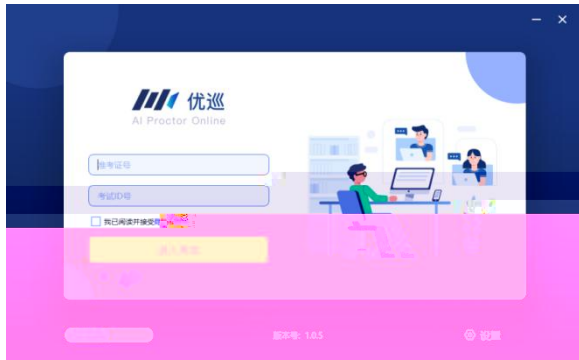 优巡
AI Proctor Online
准考证号
考试ID号
我已阅读并接受
进入考试
版本号: 1.0.5
配置